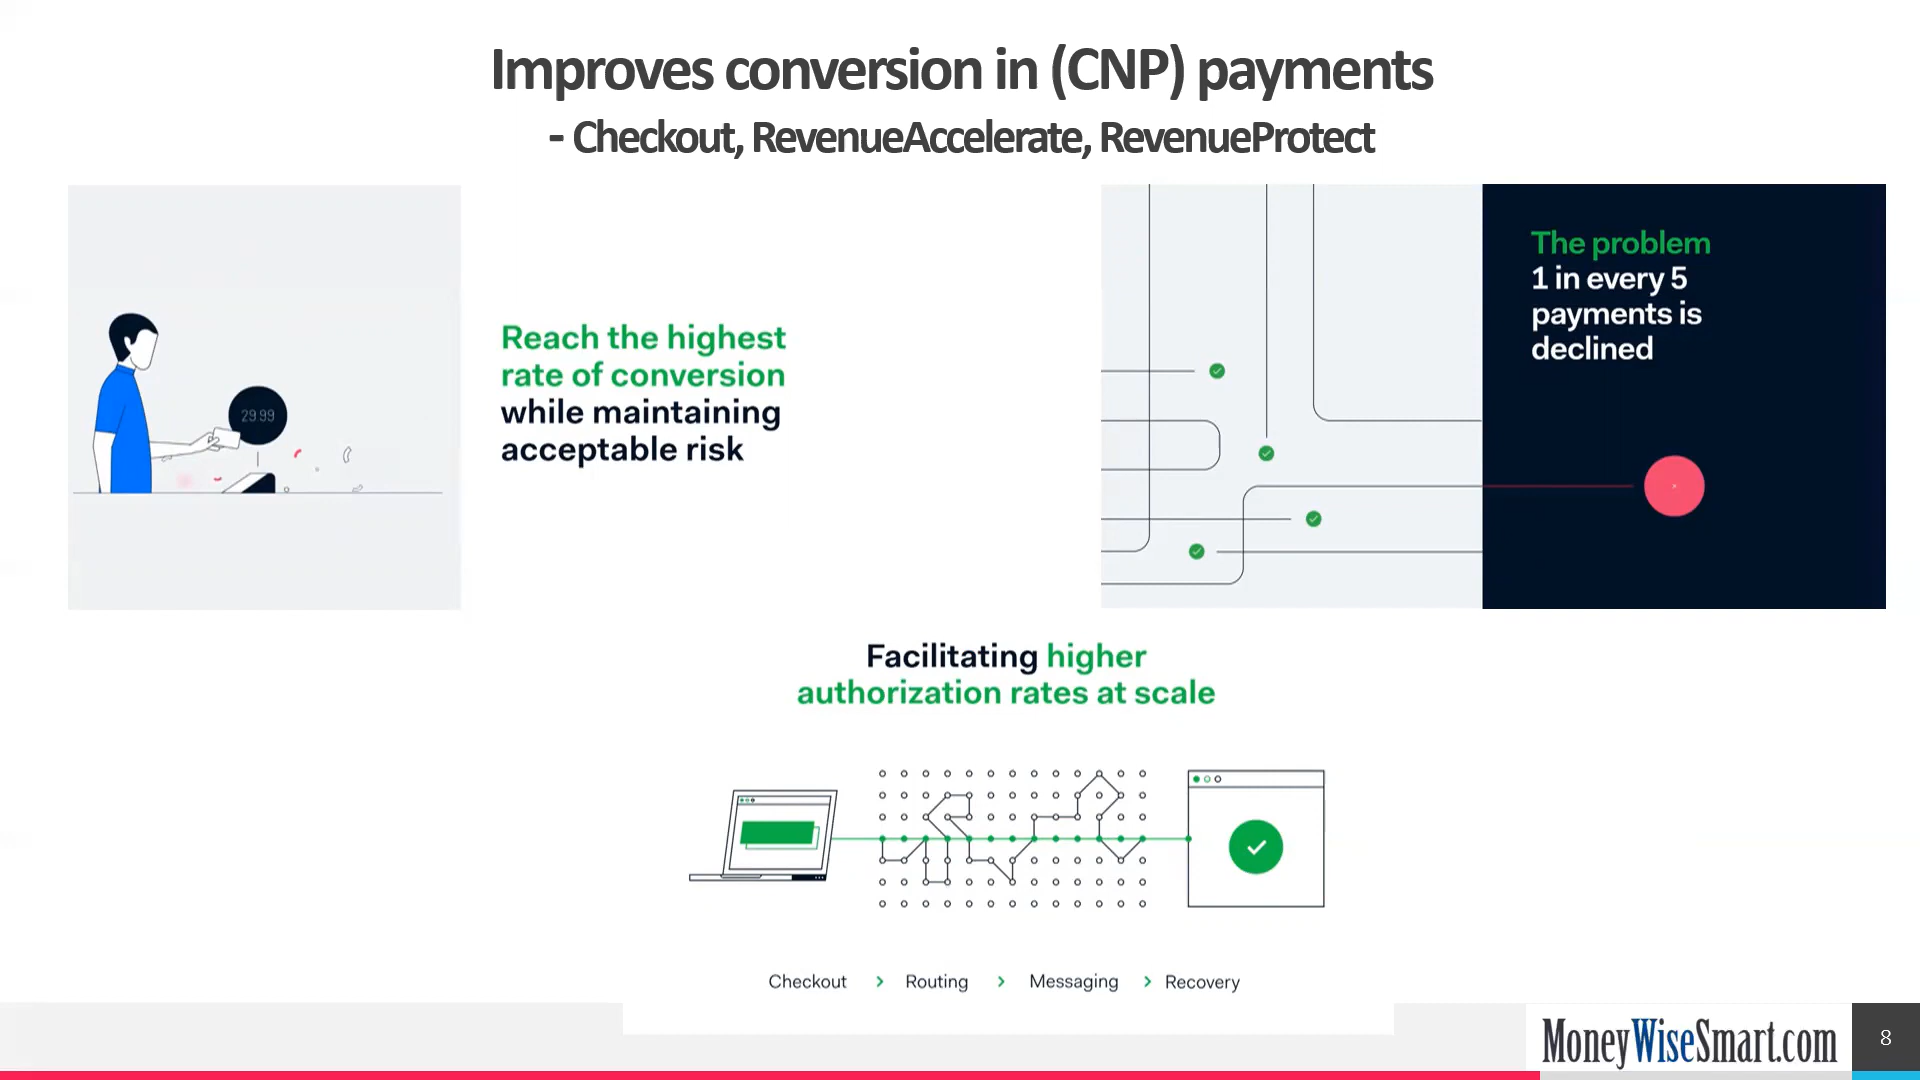 Improves conversion in (CNP) payments
- Checkout, RevenueAccelerate, RevenueProtect
29.99
Reach the highest
rate of conversion
while maintaining
acceptable risk
The problem
1 in every 5
payments is
declined
Facilitating higher
authorization rates at scale
Checkout > Routing > Messaging > Recovery
MoneyWiseSmart.com
8